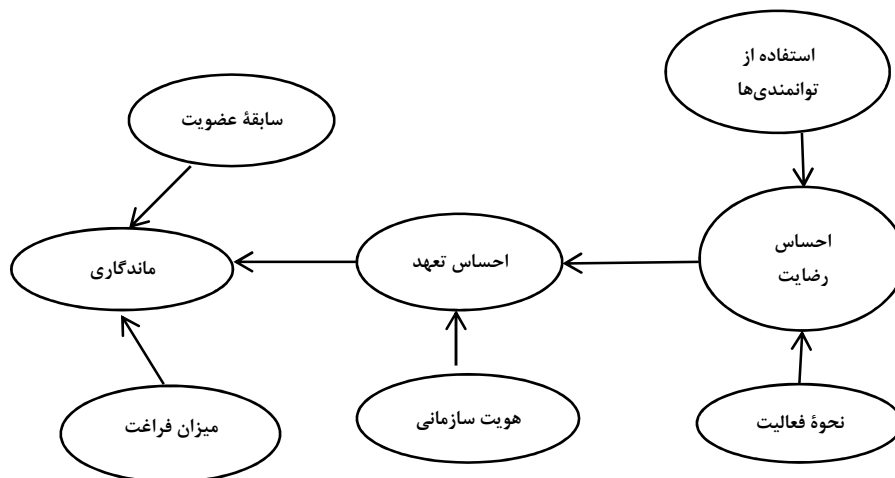 استفاده از
توانمندی‌ها
سابقهٔ عضویت
احساس
رضایت
احساس تعهد
ماندگاری
نحوهٔ فعالیت
هویت سازمانی
میزان فراغت